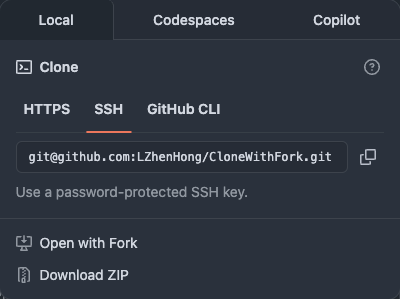 Local Codespaces Copilot
Clone
HTTPS SSH GitHub CLI
git@github.com:LZhenHong/CloneWithFork.git
Use a password-protected SSH key.
Open with Fork
Download ZIP